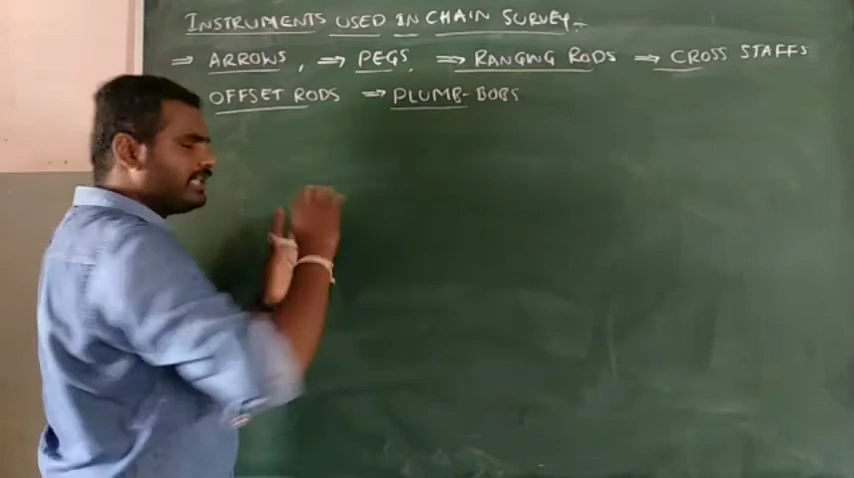 INSTRUMENTS USED IN CHAIN SURVEY:-
⇒ ARROWS, ⇒ PEGS, ⇒ RANGING RODS ⇒ CROSS STAFFS
OFFSET RODS ⇒ PLUMB-BOBS